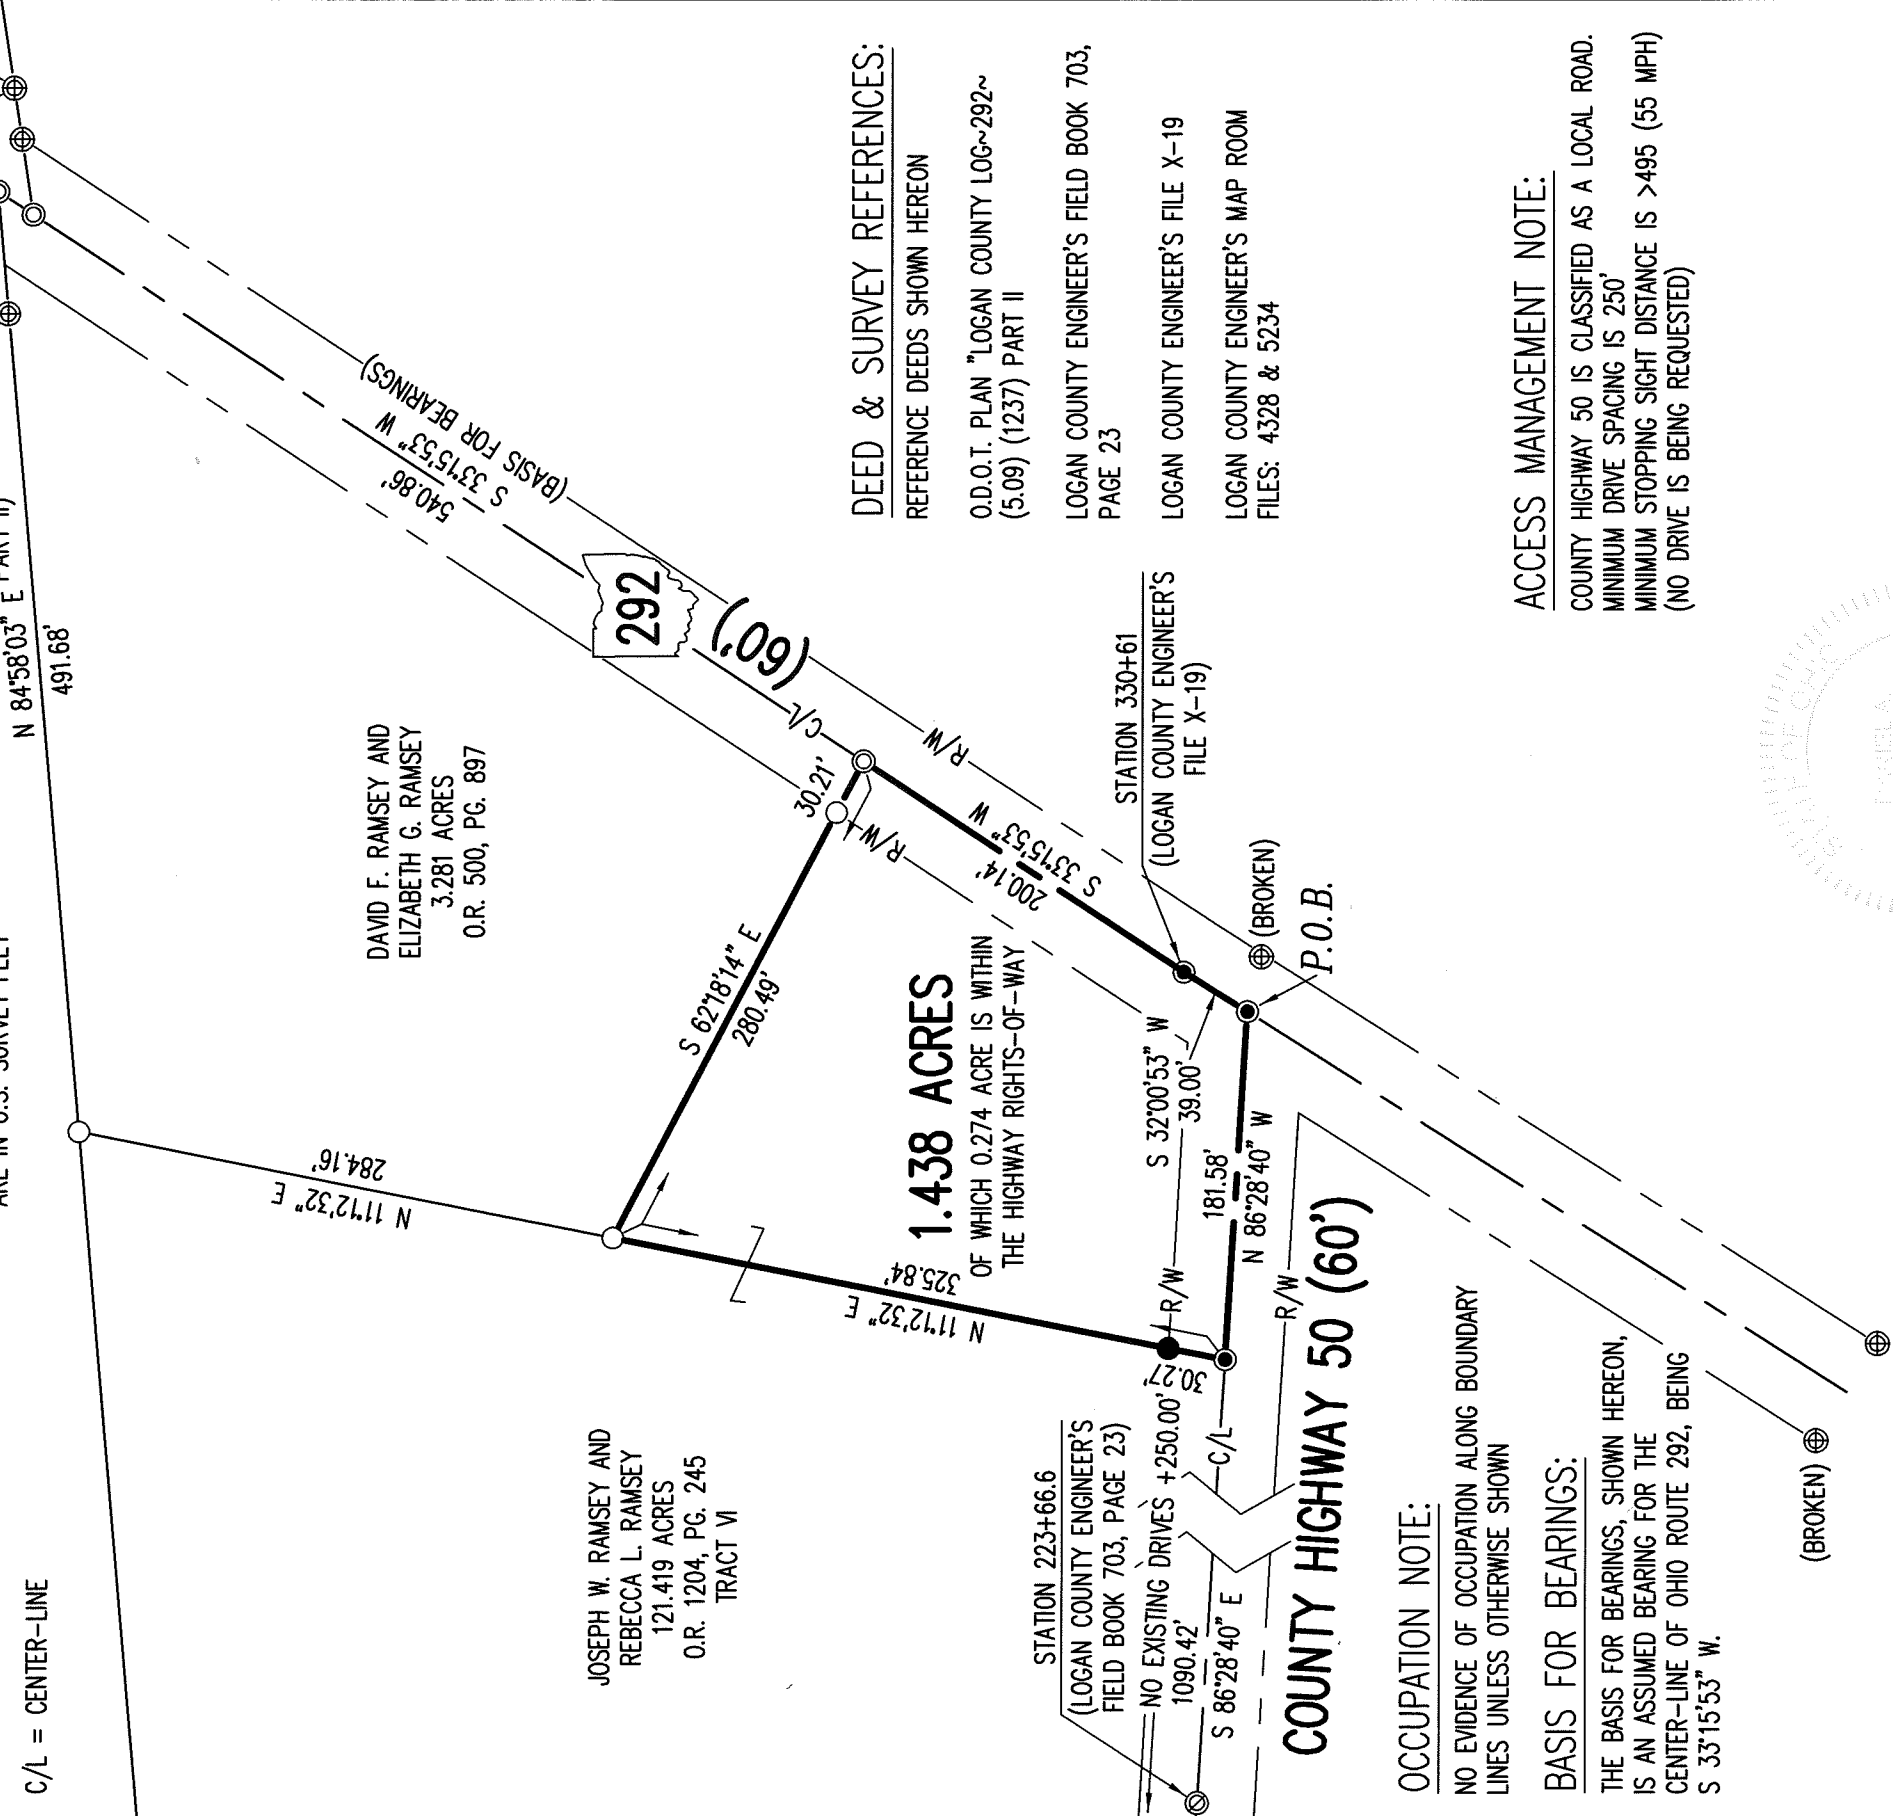 C/L = CENTER-LINE
N 84°58'03" E
491.68'
DAVID F. RAMSEY AND
ELIZABETH G. RAMSEY
3.281 ACRES
O.R. 500, PG. 897
N 11°12'32" E
284.16'
(BASIS FOR BEARINGS)
S 33°15'53" W
540.86'
292
(60')
C/L
R/W
R/W
30.21'
S 62°18'14" E
280.49'
S 33°15'53" W
200.14'
1.438 ACRES
OF WHICH 0.274 ACRE IS WITHIN
THE HIGHWAY RIGHTS-OF-WAY
N 11°12'32" E
325.84'
STATION 330+61
(LOGAN COUNTY ENGINEER'S
FILE X-19)
(BROKEN)
P.O.B.
S 32°00'53" W
39.00'
181.58'
N 86°28'40" W
R/W
R/W
30.27'
JOSEPH W. RAMSEY AND
REBECCA L. RAMSEY
121.419 ACRES
O.R. 1204, PG. 245
TRACT VI
STATION 223+66.6
(LOGAN COUNTY ENGINEER'S
FIELD BOOK 703, PAGE 23)
NO EXISTING DRIVES +250.00'
1090.42'
S 86°28'40" E
C/L
COUNTY HIGHWAY 50 (60')
DEED & SURVEY REFERENCES:
REFERENCE DEEDS SHOWN HEREON
O.D.O.T. PLAN "LOGAN COUNTY LOG~292~
(5.09) (1237) PART II
LOGAN COUNTY ENGINEER'S FIELD BOOK 703,
PAGE 23
LOGAN COUNTY ENGINEER'S FILE X-19
LOGAN COUNTY ENGINEER'S MAP ROOM
FILES: 4328 & 5234
ACCESS MANAGEMENT NOTE:
COUNTY HIGHWAY 50 IS CLASSIFIED AS A LOCAL ROAD.
MINIMUM DRIVE SPACING IS 250'
MINIMUM STOPPING SIGHT DISTANCE IS >495 (55 MPH)
(NO DRIVE IS BEING REQUESTED)
OCCUPATION NOTE:
NO EVIDENCE OF OCCUPATION ALONG BOUNDARY
LINES UNLESS OTHERWISE SHOWN
BASIS FOR BEARINGS:
THE BASIS FOR BEARINGS, SHOWN HEREON,
IS AN ASSUMED BEARING FOR THE
CENTER-LINE OF OHIO ROUTE 292, BEING
S 33°15'53" W.
(BROKEN)